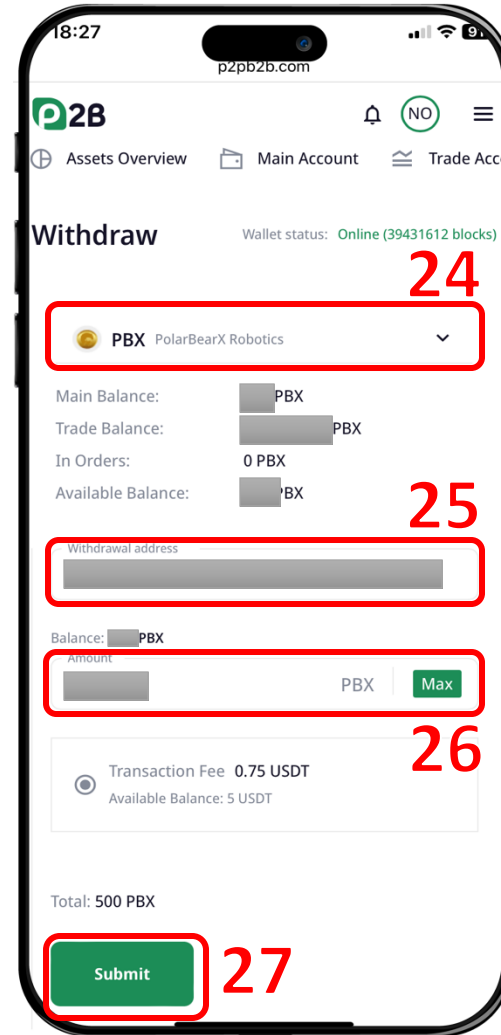 18:27
p2pb2b.com
P2B
NO
Assets Overview Main Account Trade Acc
Withdraw
Wallet status: Online (39431612 blocks)
24
PBX PolarBearX Robotics
Main Balance: PBX
Trade Balance: PBX
In Orders: 0 PBX
Available Balance: PBX
25
Withdrawal address
Balance: PBX
Amount
PBX Max
26
Transaction Fee 0.75 USDT
Available Balance: 5 USDT
Total: 500 PBX
Submit
27